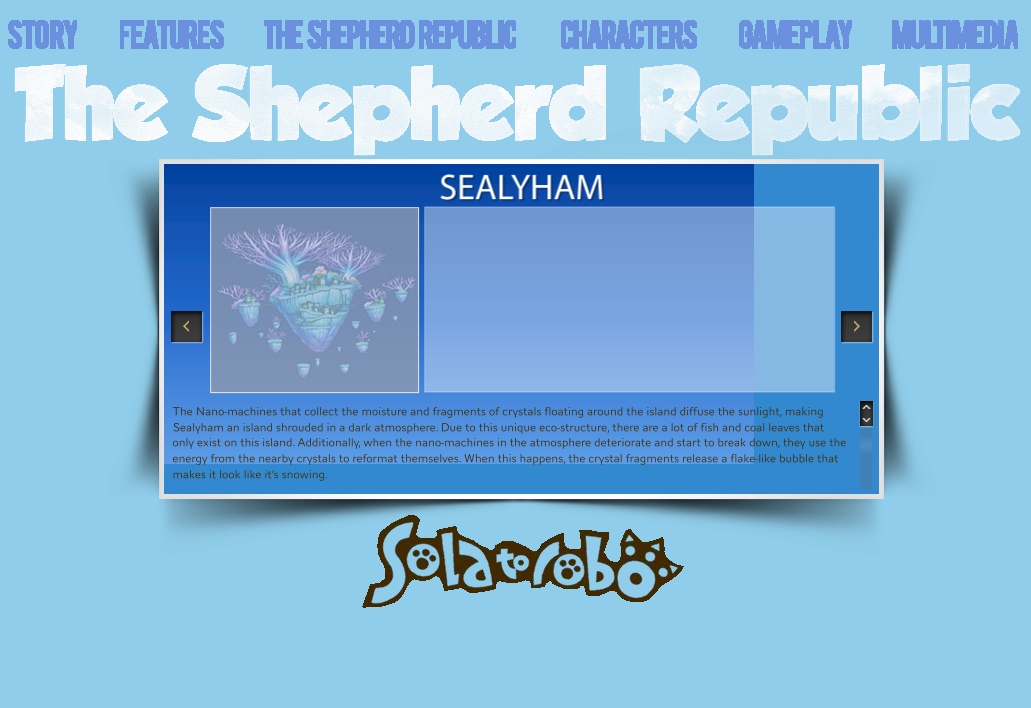 STORY FEATURES THE SHEPHERD REPUBLIC CHARACTERS GAMEPLAY MULTIMEDIA
The Shepherd Republic
SEALYHAM
The Nano-machines that collect the moisture and fragments of crystals floating around the island diffuse the sunlight, making
Sealyham an island shrouded in a dark atmosphere. Due to this unique eco-structure, there are a lot of fish and coal leaves that
only exist on this island. Additionally, when the nano-machines in the atmosphere deteriorate and start to break down, they use the
energy from the nearby crystals to reformat themselves. When this happens, the crystal fragments release a flake-like bubble that
makes it look like it's snowing.
Solatorobo